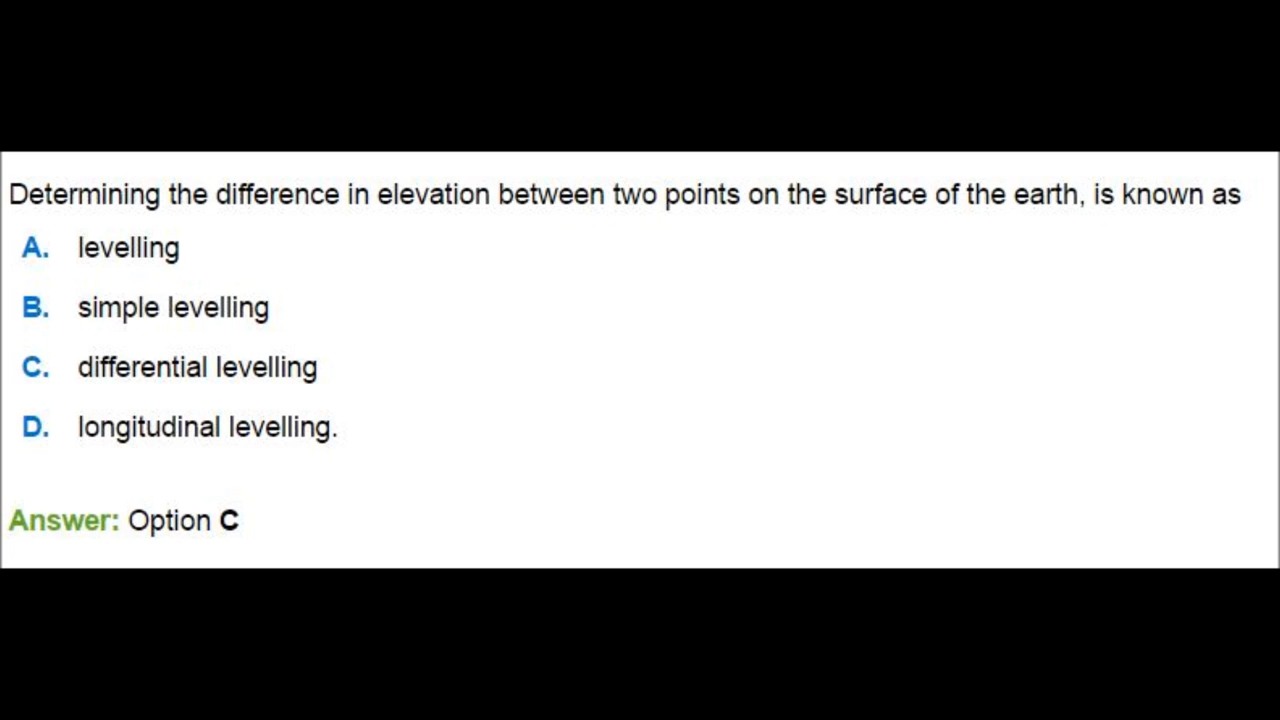 Determining the difference in elevation between two points on the surface of the earth, is known as
A. levelling
B. simple levelling
C. differential levelling
D. longitudinal levelling.
Answer: Option C